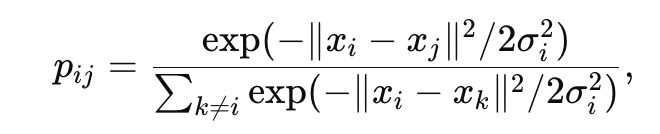 p_{ij} = \frac{\exp(-\|x_i - x_j\|^2/2\sigma_i^2)}{\sum_{k \neq i} \exp(-\|x_i - x_k\|^2/2\sigma_i^2)},